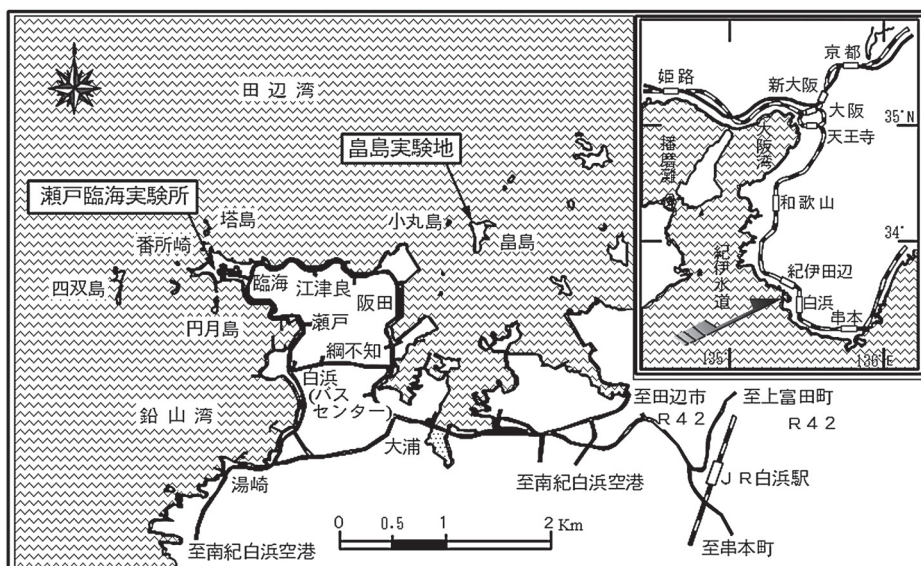 田辺湾
畠島実験地
瀬戸臨海実験所
塔島
小丸島
畠島
番所崎
四双島
臨海
江津良
阪田
円月島
瀬戸
綱不知
白浜
(バス
センター)
鉛山湾
大浦
湯崎
至南紀白浜空港
至南紀白浜空港
至田辺市
R42
至上富田町
R42
JR白浜駅
至串本町
0 0.5 1 2 Km
京都
姫路
新大阪
大阪
天王寺
35°N
大阪湾
播磨灘
和歌山
34°
紀伊水道
紀伊田辺
白浜
串本
135°
136°E